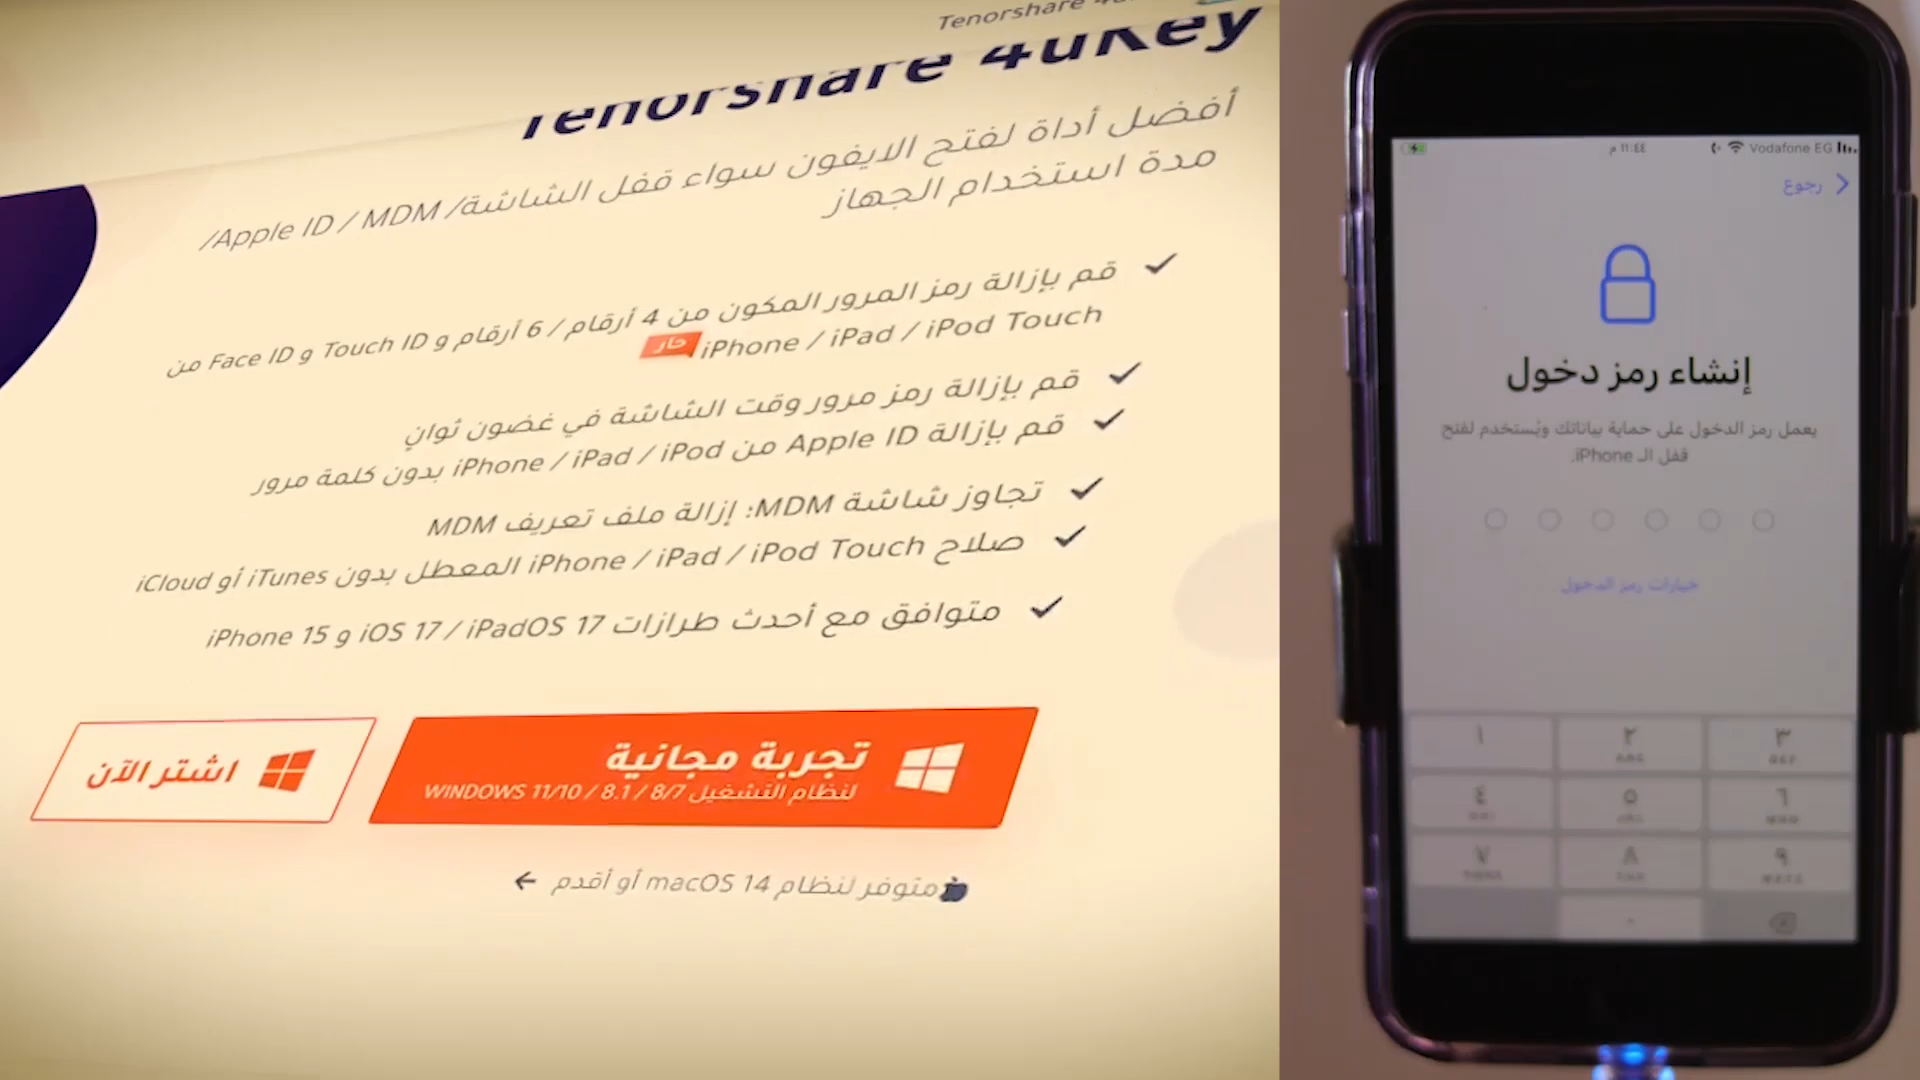 Tenorshare
Tenorshare 4uKey
أفضل أداة لفتح الايفون سواء قفل الشاشة/ Apple ID / MDM/
مدة استخدام الجهاز
قم بإزالة رمز المرور المكون من 4 أرقام / 6 أرقام و Touch ID و Face ID من
iPhone / iPad / iPod Touch حار
قم بإزالة رمز مرور وقت الشاشة في غضون ثوانٍ
قم بإزالة Apple ID من iPhone / iPad / iPod بدون كلمة مرور
تجاوز شاشة MDM: إزالة ملف تعريف MDM
صلاح iPhone / iPad / iPod Touch المعطل بدون iTunes أو iCloud
متوافق مع أحدث طرازات iOS 17 / iPadOS 17 و iPhone 15
تجربة مجانية
لنظام التشغيل WINDOWS 11/10 / 8.1 / 8/7
اشتر الآن
متوفر لنظام macOS 14 أو أقدم
Vodafone EG
١١:٤٤ م
رجوع
إنشاء رمز دخول
يعمل رمز الدخول على حماية بياناتك ويُستخدم لفتح
قفل الـ iPhone.
خيارات رمز الدخول
١ ٢ ٣
٤ ٥ ٦
٧ ٨ ٩